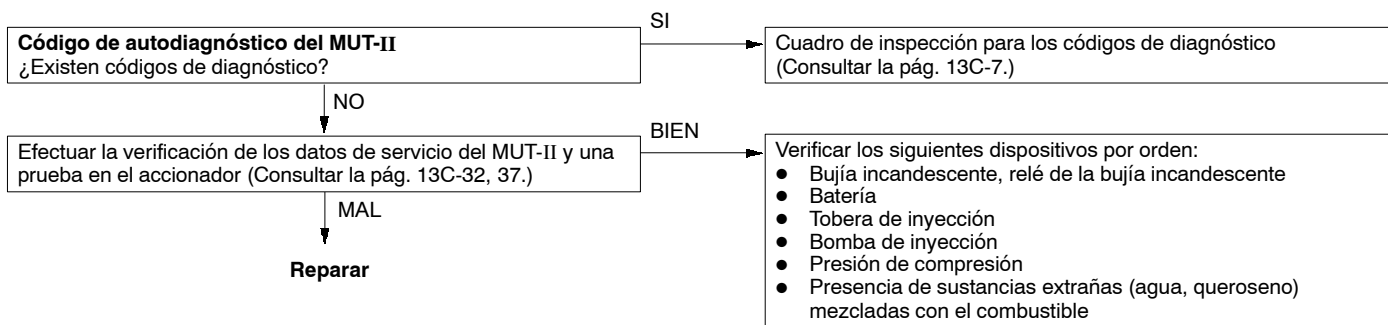 SI
Código de autodiagnóstico del MUT-II
¿Existen códigos de diagnóstico?
Cuadro de inspección para los códigos de diagnóstico
(Consultar la pág. 13C-7.)
NO
BIEN
Efectuar la verificación de los datos de servicio del MUT-II y una
prueba en el accionador (Consultar la pág. 13C-32, 37.)
MAL
Reparar
Verificar los siguientes dispositivos por orden:
● Bujía incandescente, relé de la bujía incandescente
● Batería
● Tobera de inyección
● Bomba de inyección
● Presión de compresión
● Presencia de sustancias extrañas (agua, queroseno)
mezcladas con el combustible